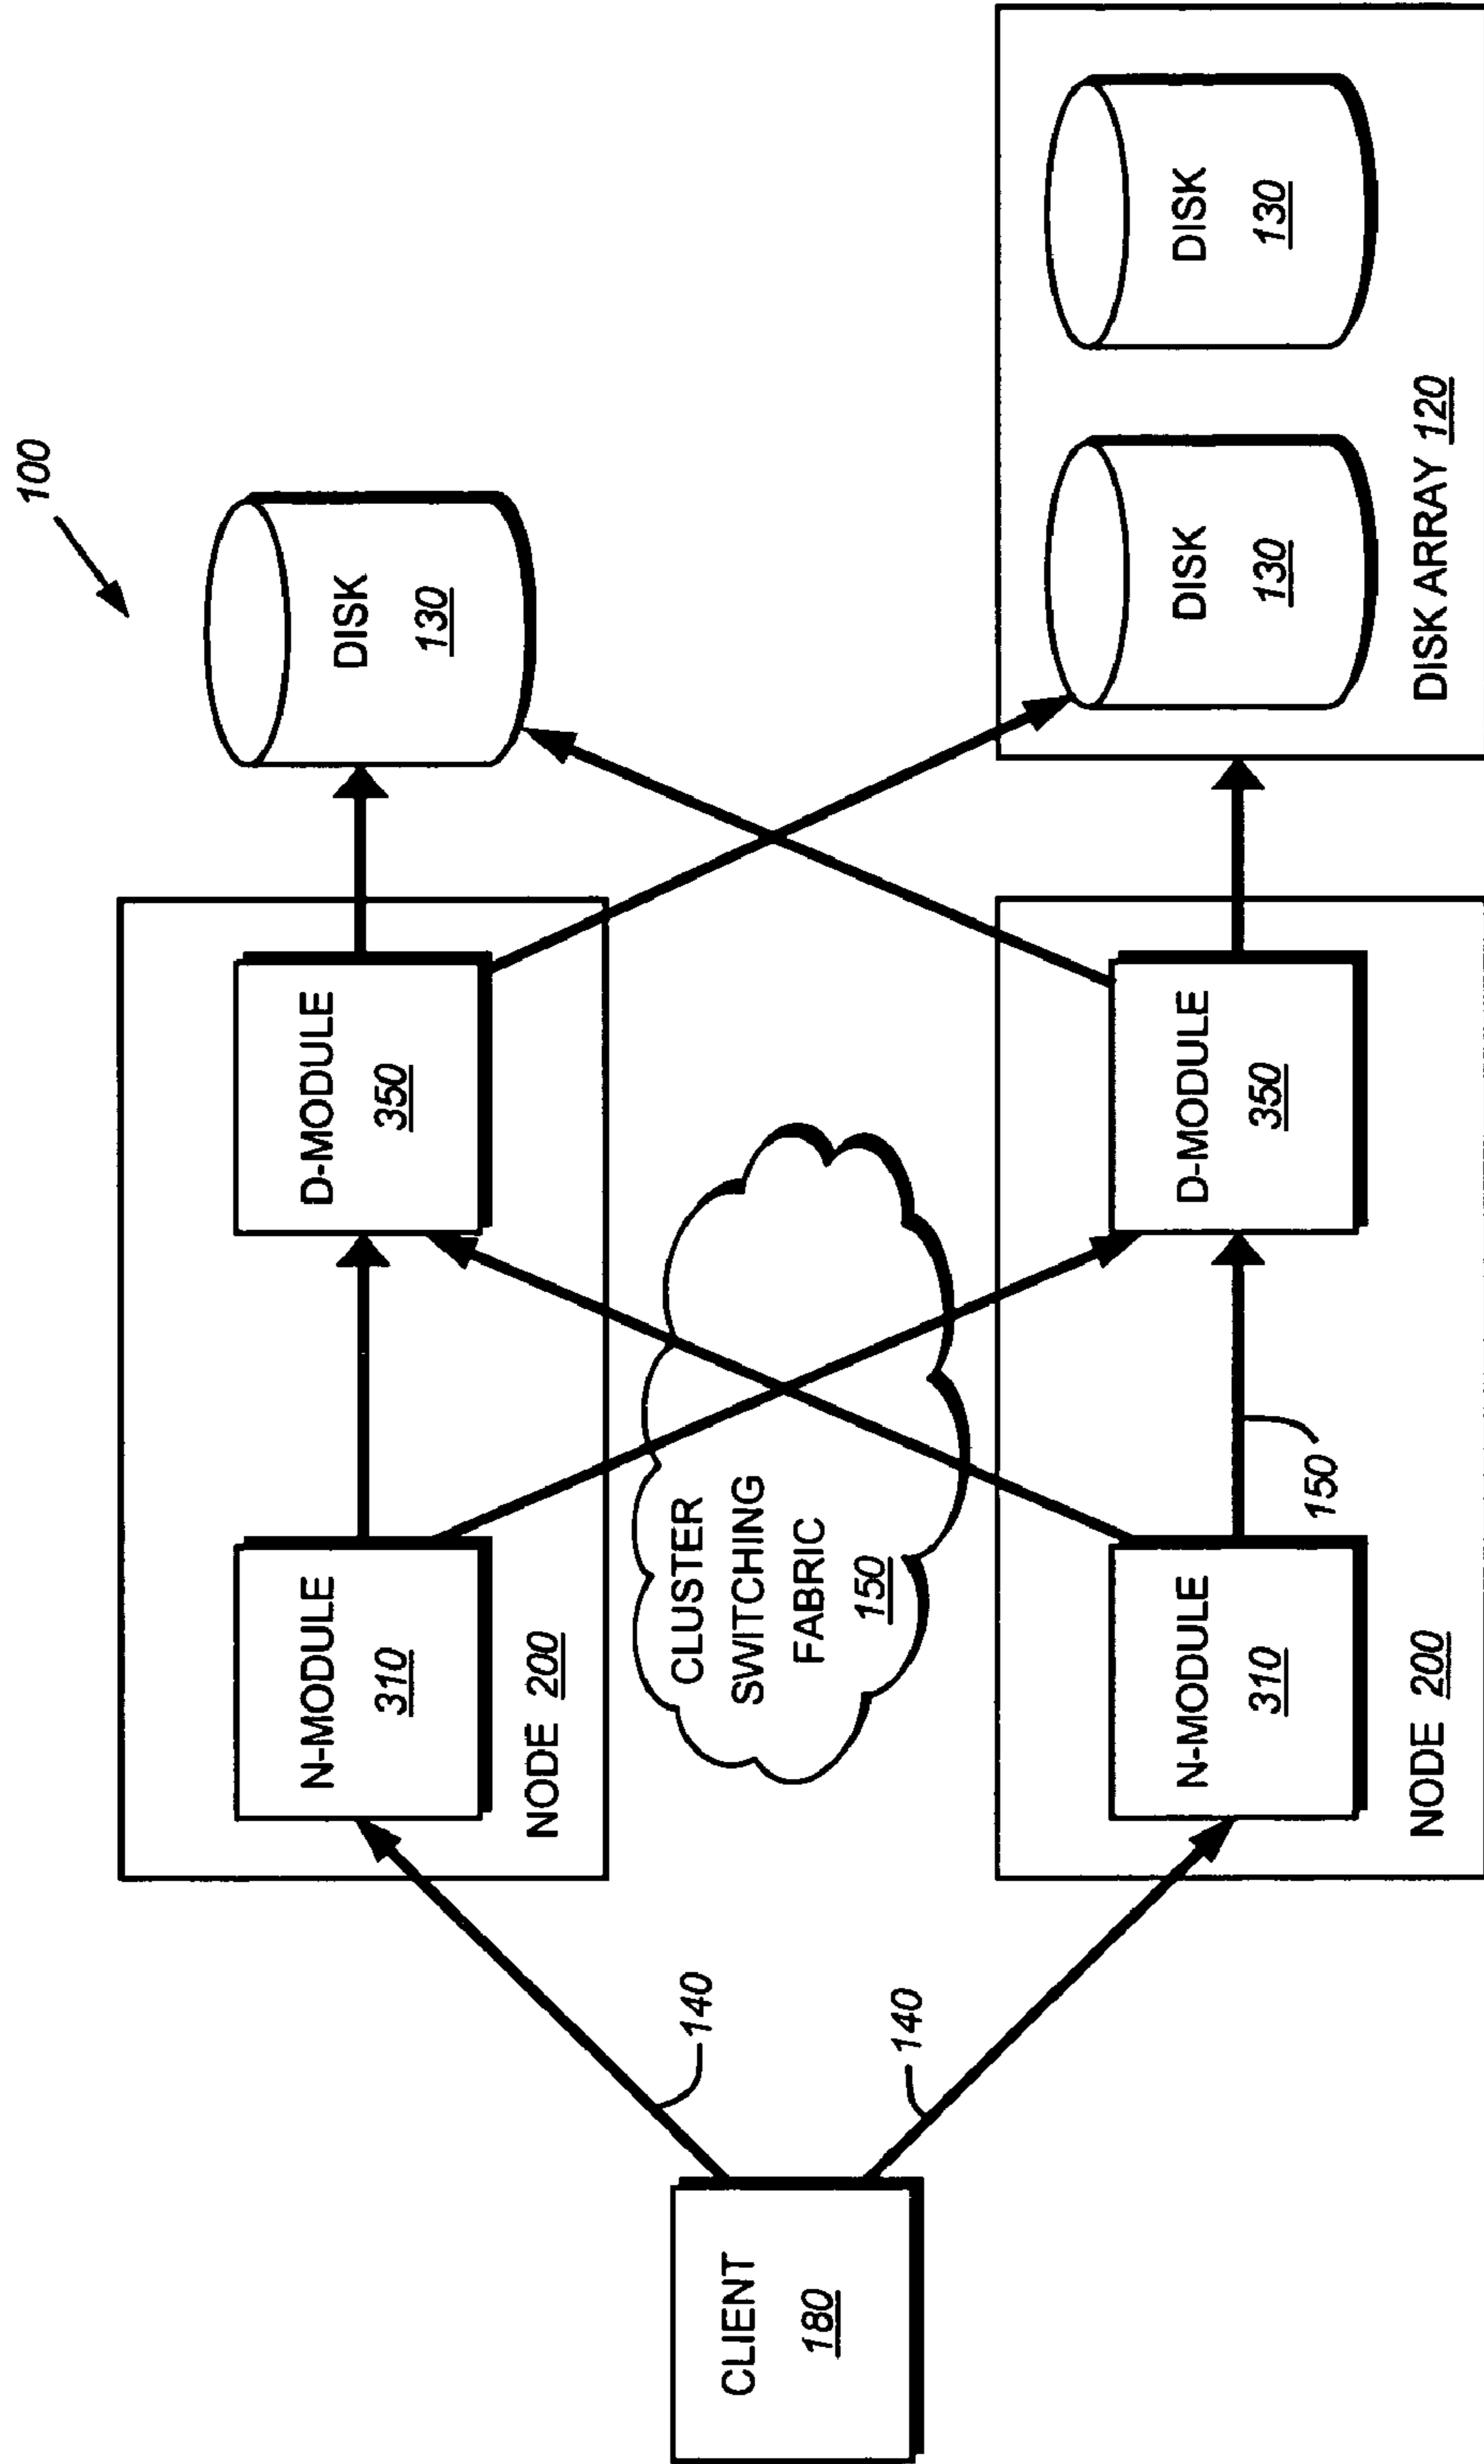 100
CLIENT
180
140
140
N-MODULE
310
NODE 200
D-MODULE
350
DISK
130
CLUSTER
SWITCHING
FABRIC
150
N-MODULE
310
NODE 200
150
D-MODULE
350
DISK
130
DISK
130
DISK ARRAY 120